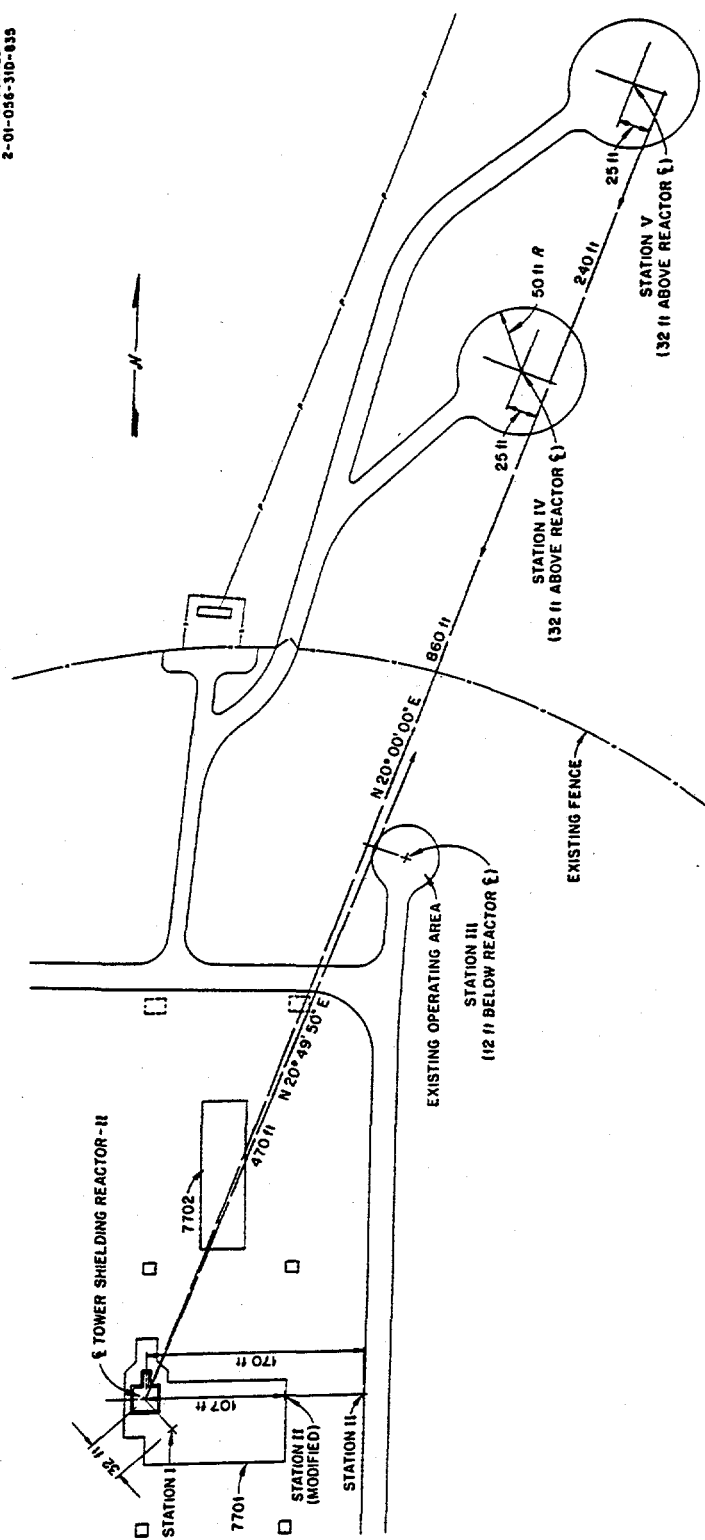 2-01-056-31D-835
N
25 ft
STATION V
(32 ft ABOVE REACTOR ℄)
240 ft
50 ft R
25 ft
STATION IV
(32 ft ABOVE REACTOR ℄)
860 ft
N 20° 00' 00" E
EXISTING FENCE
N 20° 49' 50" E
470 ft
EXISTING OPERATING AREA
STATION III
(12 ft BELOW REACTOR ℄)
7702
℄ TOWER SHIELDING REACTOR-II
170 ft
107 ft
32 ft
STATION I
7701
STATION II
(MODIFIED)
STATION II